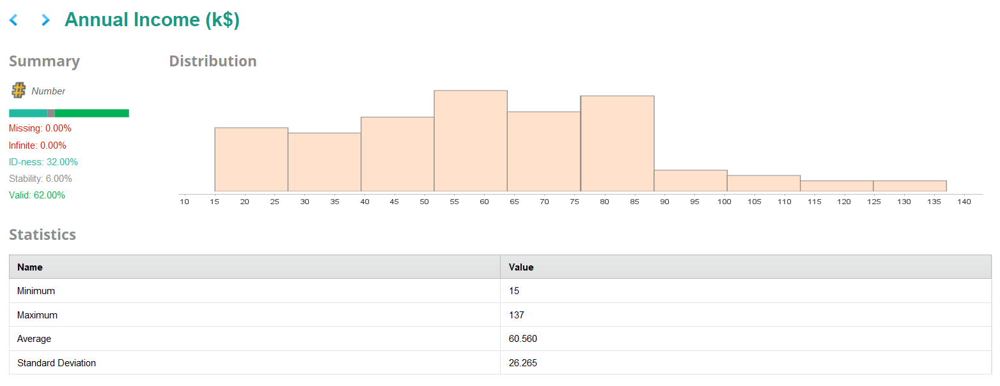 Annual Income (k$)
Summary
Distribution
# Number
Missing: 0.00%
Infinite: 0.00%
ID-ness: 32.00%
Stability: 6.00%
Valid: 62.00%
10 15 20 25 30 35 40 45 50 55 60 65 70 75 80 85 90 95 100 105 110 115 120 125 130 135 140
Statistics
Name Value
Minimum 15
Maximum 137
Average 60.560
Standard Deviation 26.265